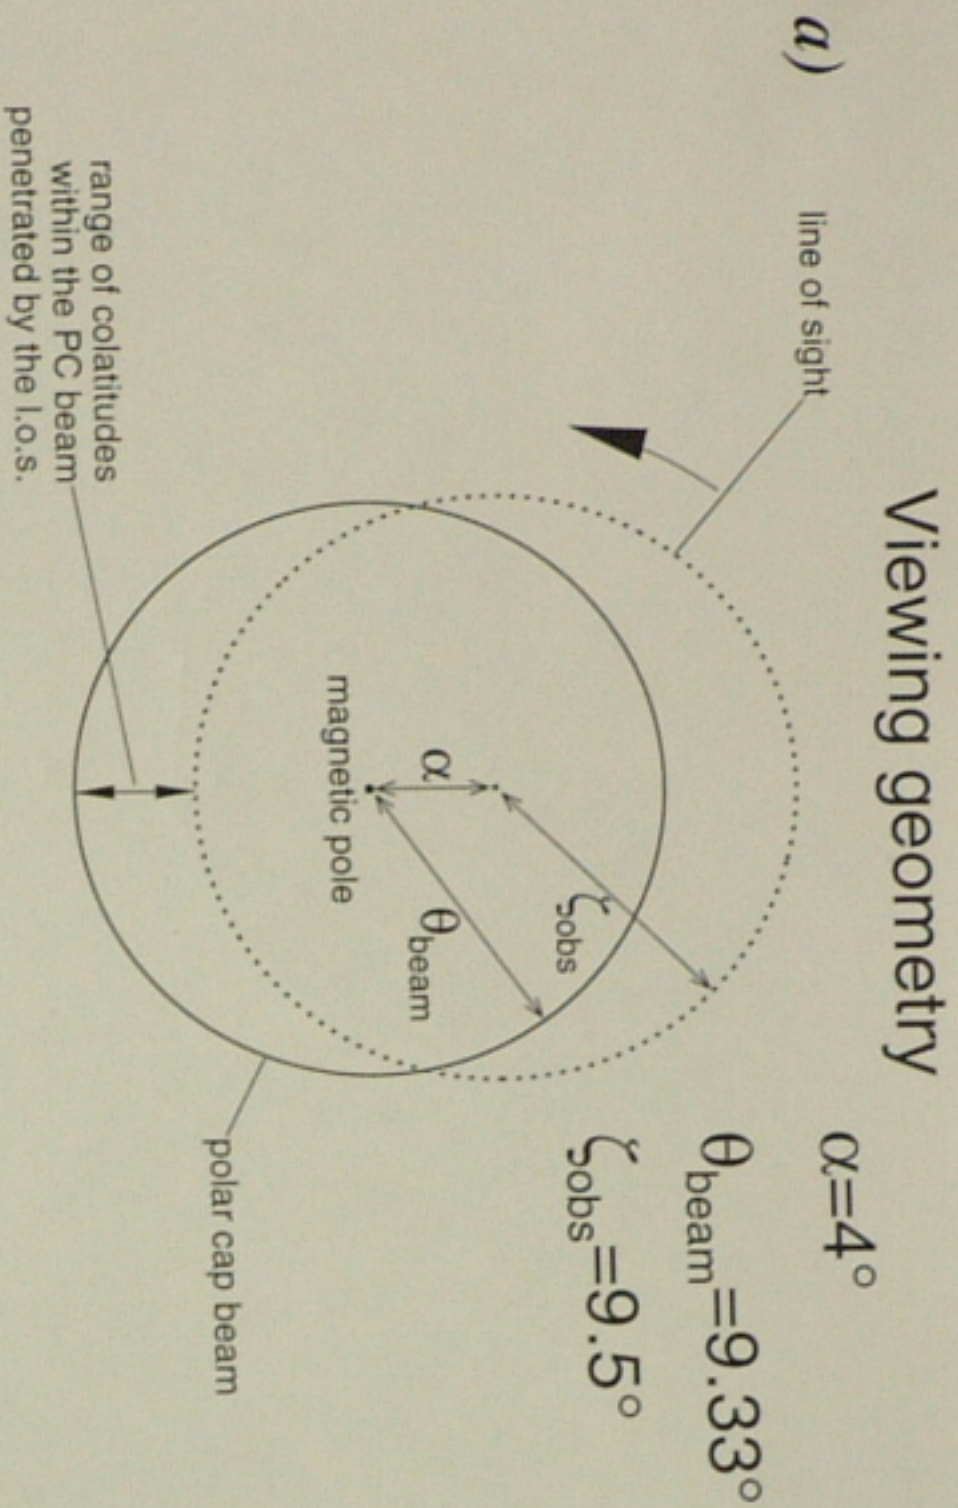 Viewing geometry
a)
line of sight
α=4°
θbeam=9.33°
ζobs=9.5°
ζobs
α
θbeam
magnetic pole
polar cap beam
range of colatitudes
within the PC beam
penetrated by the l.o.s.